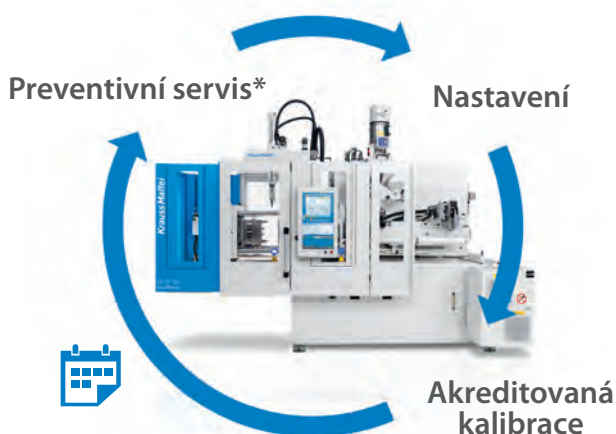 Preventivní servis*
Nastavení
KraussMaffei
Akreditovaná
kalibrace